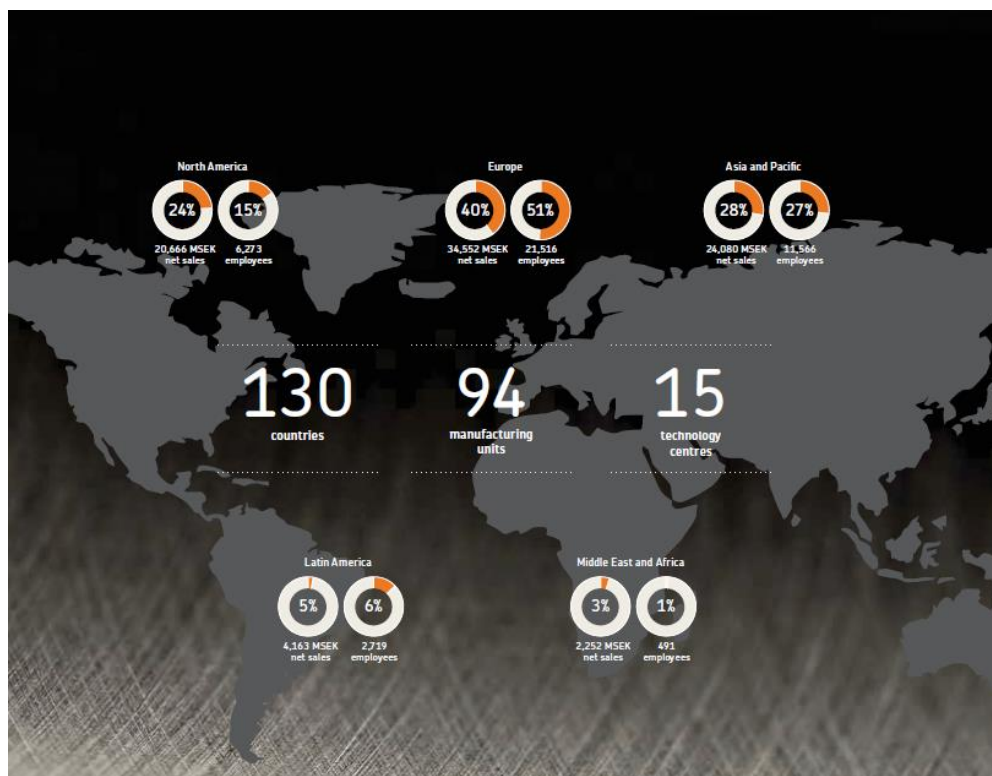 North America
24%
15%
20,666 MSEK
net sales
6,273
employees
Europe
40%
51%
34,552 MSEK
net sales
21,516
employees
Asia and Pacific
28%
27%
24,080 MSEK
net sales
11,566
employees
130
countries
94
manufacturing
units
15
technology
centres
Latin America
5%
6%
4,163 MSEK
net sales
2,719
employees
Middle East and Africa
3%
1%
2,252 MSEK
net sales
491
employees